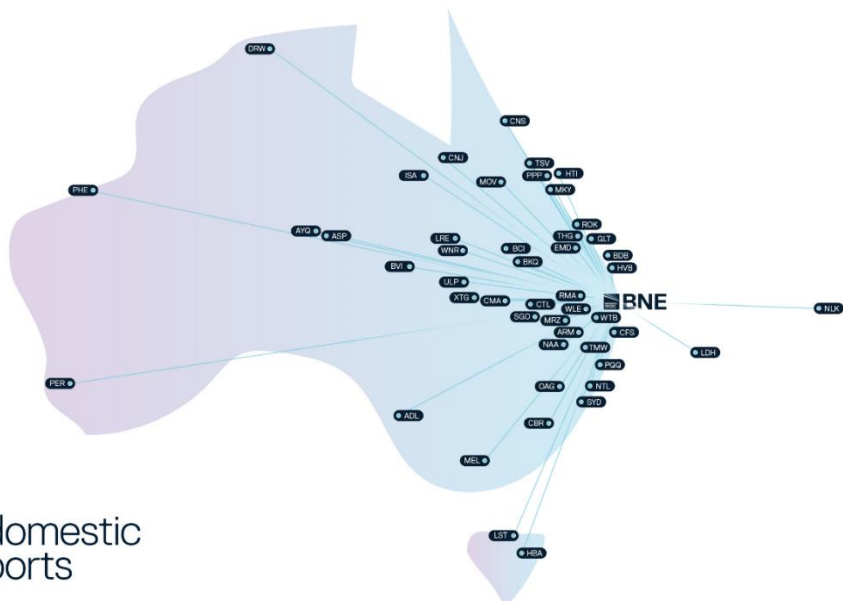 DRW
CNS
CNJ
TSV
ISA
PPP
HTI
MOV
MKY
PHE
ROK
AYQ
ASP
LRE
THG
GLT
WNR
BCI
EMD
BDB
BKQ
BVI
HVB
ULP
XTG
CMA
RMA
BNE
CTL
WLE
NLK
SGO
MRZ
WTB
ARM
CFS
NAA
TMW
LDH
PQQ
PER
OAG
NTL
SYD
ADL
CBR
MEL
domestic
LST
HBA
ports